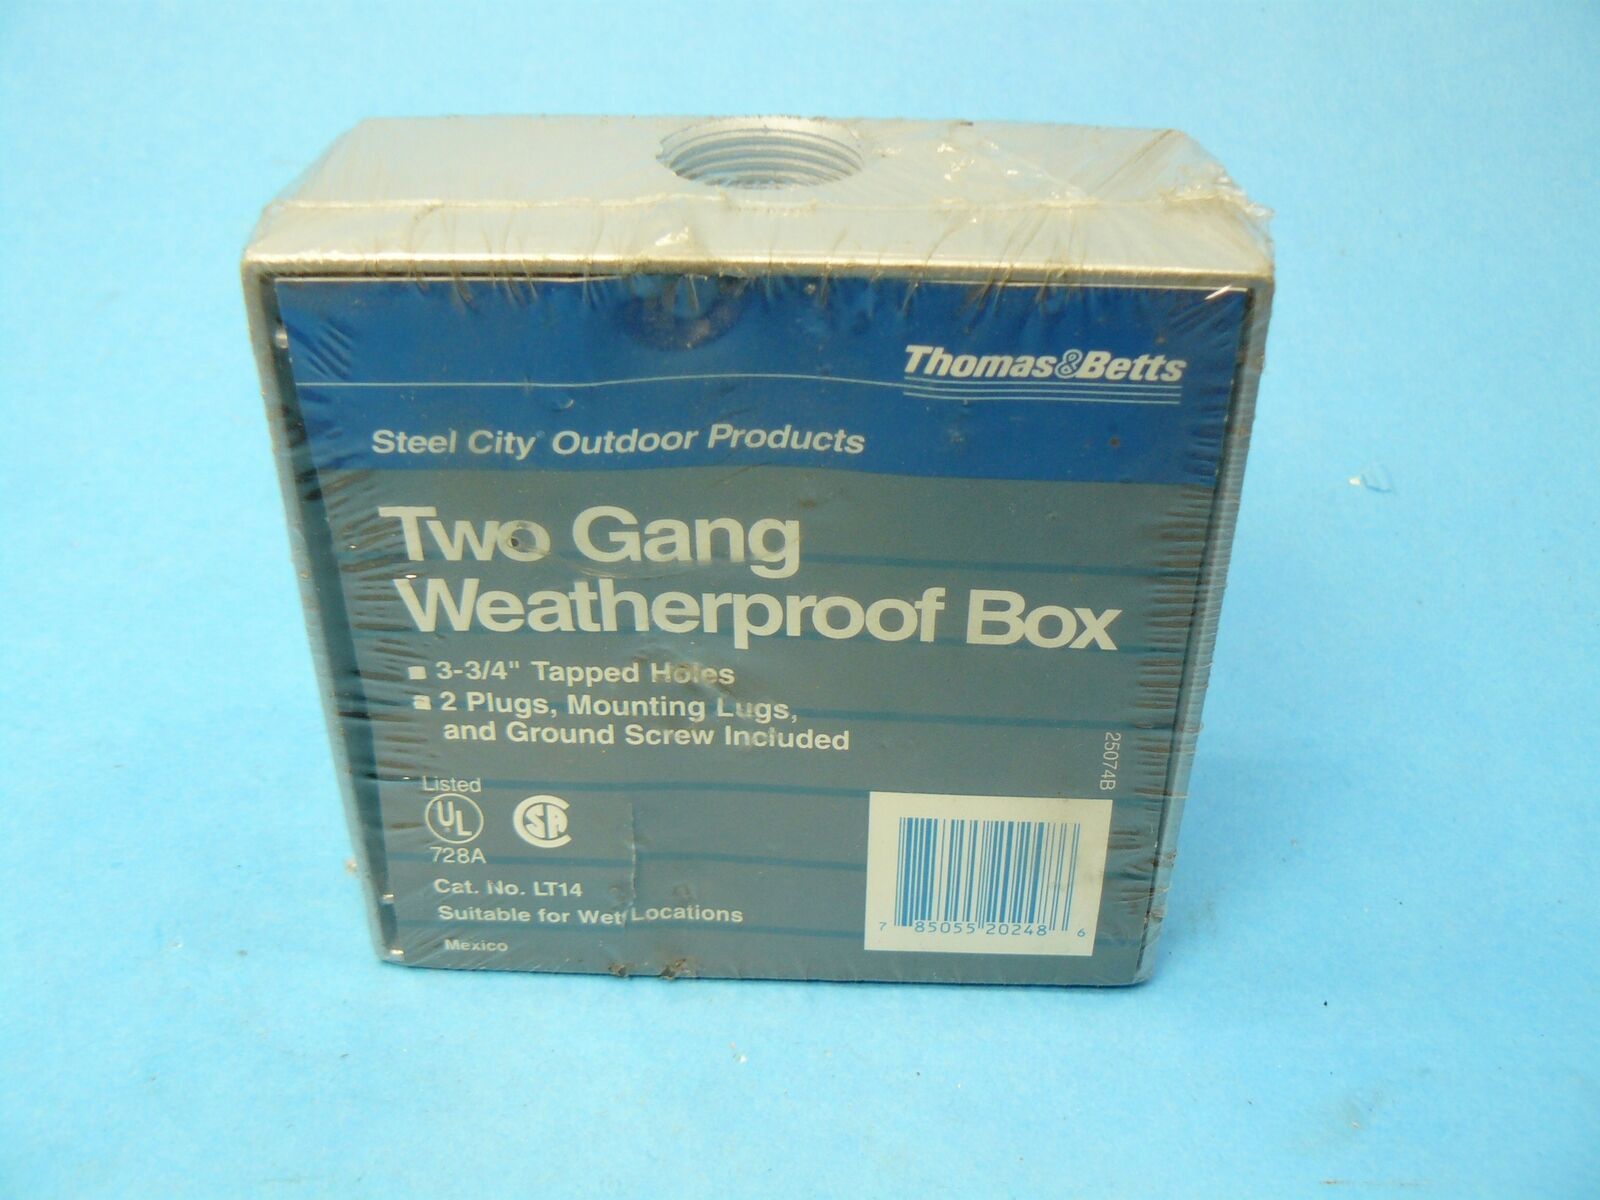 Thomas&Betts
Steel City® Outdoor Products
Two Gang
Weatherproof Box
3-3/4" Tapped Holes
2 Plugs, Mounting Lugs,
and Ground Screw Included
25074B
Listed
UL
728A
CSA
Cat. No. LT14
Suitable for Wet Locations
Mexico
7 85055 20248 6